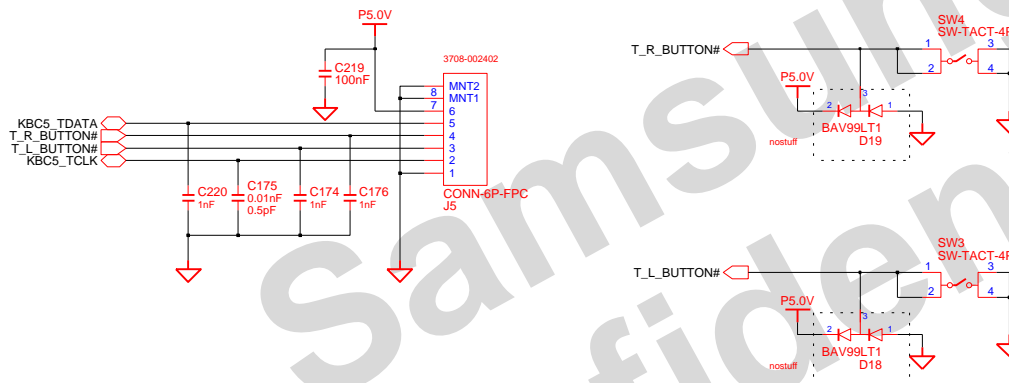 P5.0V
C219
100nF
3708-002402
MNT2
MNT1
8
7
6
5
4
3
2
1
KBC5_TDATA
T_R_BUTTON#
T_L_BUTTON#
KBC5_TCLK
C220
1nF
C175
0.01nF
0.5pF
C174
1nF
C176
1nF
CONN-6P-FPC
J5
SW4
SW-TACT-4P
T_R_BUTTON#
1
2
3
4
P5.0V
3
2
1
BAV99LT1
D19
nostuff
SW3
SW-TACT-4P
T_L_BUTTON#
1
2
3
4
P5.0V
3
2
1
BAV99LT1
D18
nostuff
Samsung
Confiden